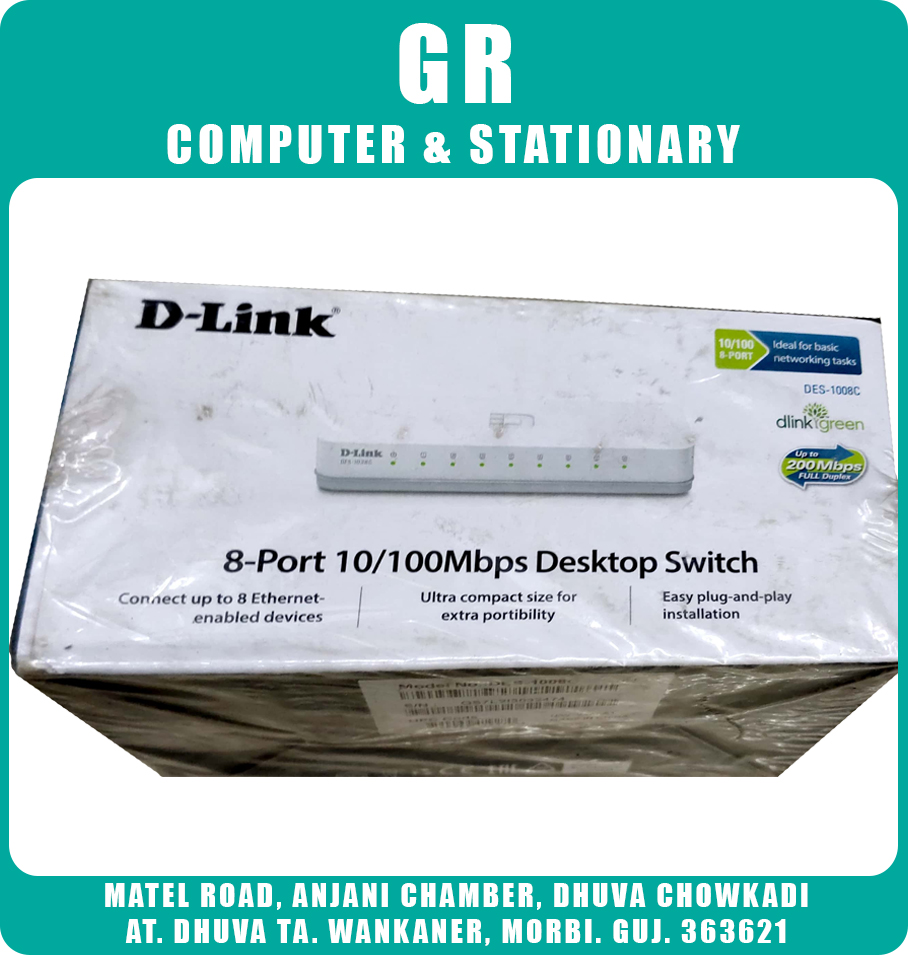 GR
COMPUTER & STATIONARY
D-Link®
10/100
8-PORT
Ideal for basic
networking tasks
DES-1008C
dlinkgreen
Up to
200Mbps
FULL Duplex
D-Link
8-Port 10/100Mbps Desktop Switch
Connect up to 8 Ethernet-
enabled devices
Ultra compact size for
extra portibility
Easy plug-and-play
installation
Model No.
S/N
MATEL ROAD, ANJANI CHAMBER, DHUVA CHOWKADI
AT. DHUVA TA. WANKANER, MORBI. GUJ. 363621